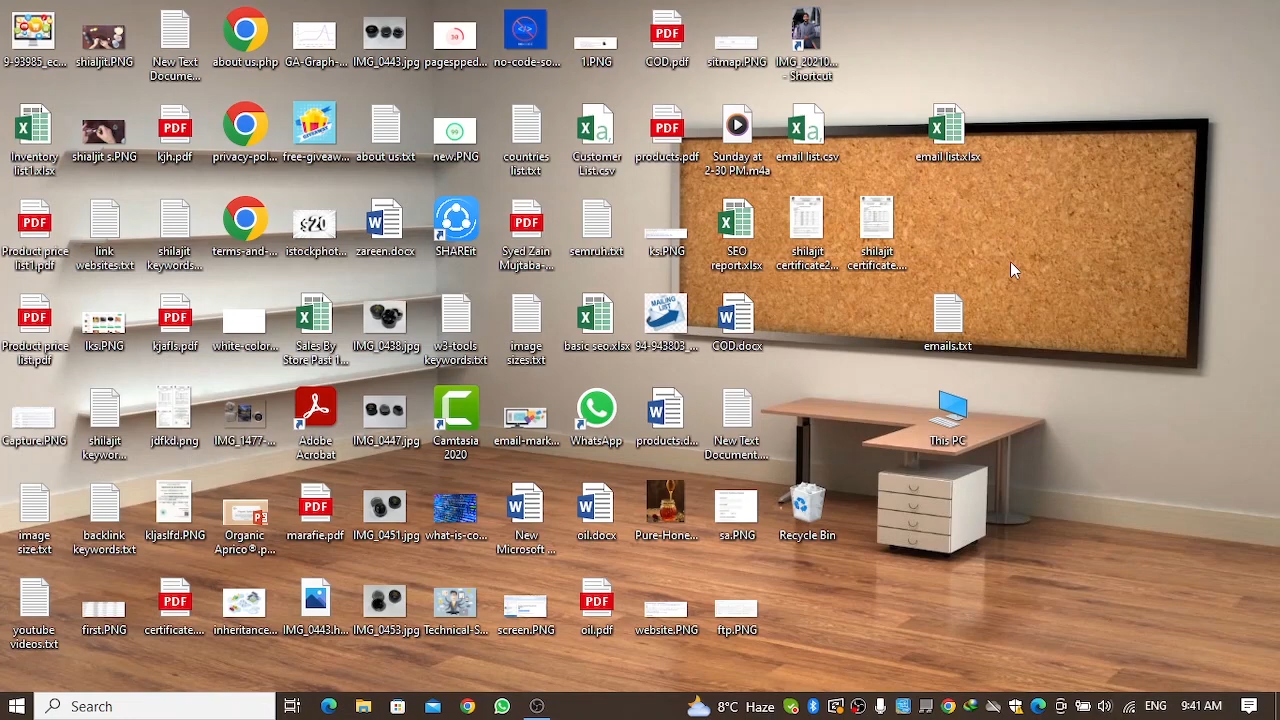 9-93985_ec...
shialjit.PNG
New Text
Docume...
about us.php
GA-Graph-...
IMG_0443.jpg
pagespped...
no-code-so...
1.PNG
COD.pdf
sitmap.PNG
IMG_20210...
- Shortcut
Inventory
list1.xlsx
shialjit s.PNG
kjh.pdf
privacy-pol...
free-giveaw...
about us.txt
new.PNG
countries
list.txt
Customer
List.csv
products.pdf
Sunday at
2-30 PM.m4a
email list.csv
email list.xlsx
Product price
list1.pdf
link
websites.txt
shilajit
keywords...
terms-and-...
istockphot...
zareen.docx
SHAREit
Syed Zain
Mujtaba-...
semruh.txt
ks.PNG
SEO
report.xlsx
shilajit
certificate2...
shilajit
certificate....
Product price
list.pdf
lks.PNG
kjafls.pdf
white-color...
Sales By
Store Past 1...
IMG_0438.jpg
w3-tools
keywords.txt
image
sizes.txt
basic seo.xlsx
MAILING
LIST
94-943803_...
COD.docx
emails.txt
Capture.PNG
shilajit
keywor...
jdfkd.png
IMG_1477-...
Adobe
Acrobat
IMG_0447.jpg
Camtasia
2020
email-mark...
WhatsApp
products.d...
New Text
Document....
This PC
image
size.txt
backlink
keywords.txt
kljaslfd.PNG
Organic
Aprico ®.p...
marafie.pdf
IMG_0451.jpg
what-is-co...
New
Microsoft ...
oil.docx
Pure-Hone...
sa.PNG
Recycle Bin
youtube
videos.txt
first.PNG
certificate....
inheritance...
IMG_0443.h...
IMG_0453.jpg
Technical-S...
screen.PNG
oil.pdf
website.PNG
ftp.PNG
Search
8°C Haze
ENG
9:41 AM